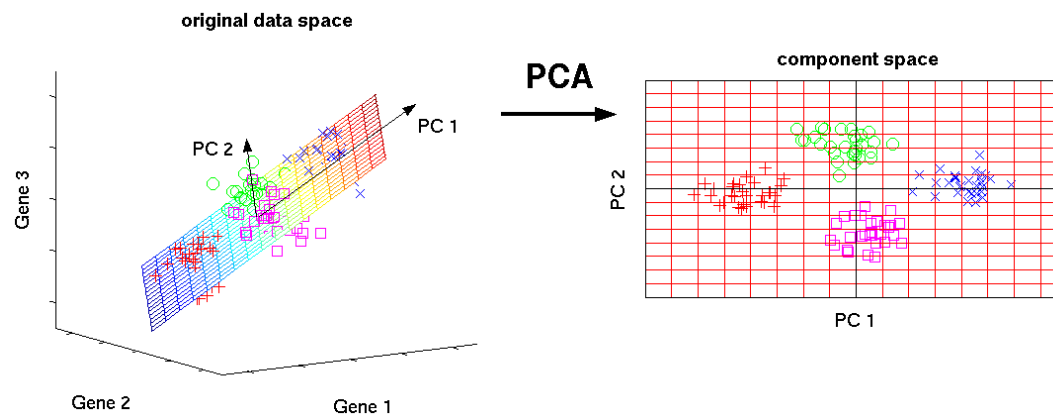 original data space
PCA
component space
PC 1
PC 2
Gene 3
PC 2
Gene 2
Gene 1
PC 1